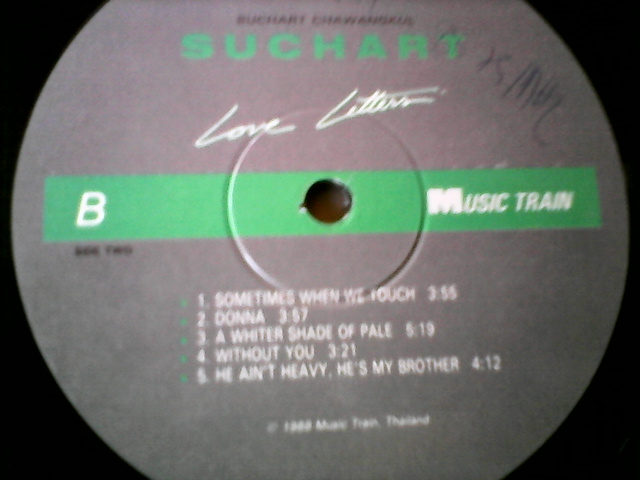 SUCHART CHAWANGKUL
SUCHART
Love Letters
B
MUSIC TRAIN
SIDE TWO
1. SOMETIMES WHEN WE TOUCH 3:55
2. DONNA 3:57
3. A WHITER SHADE OF PALE 5:19
4. WITHOUT YOU 3:21
5. HE AIN'T HEAVY, HE'S MY BROTHER 4:12
Music Train, Thailand